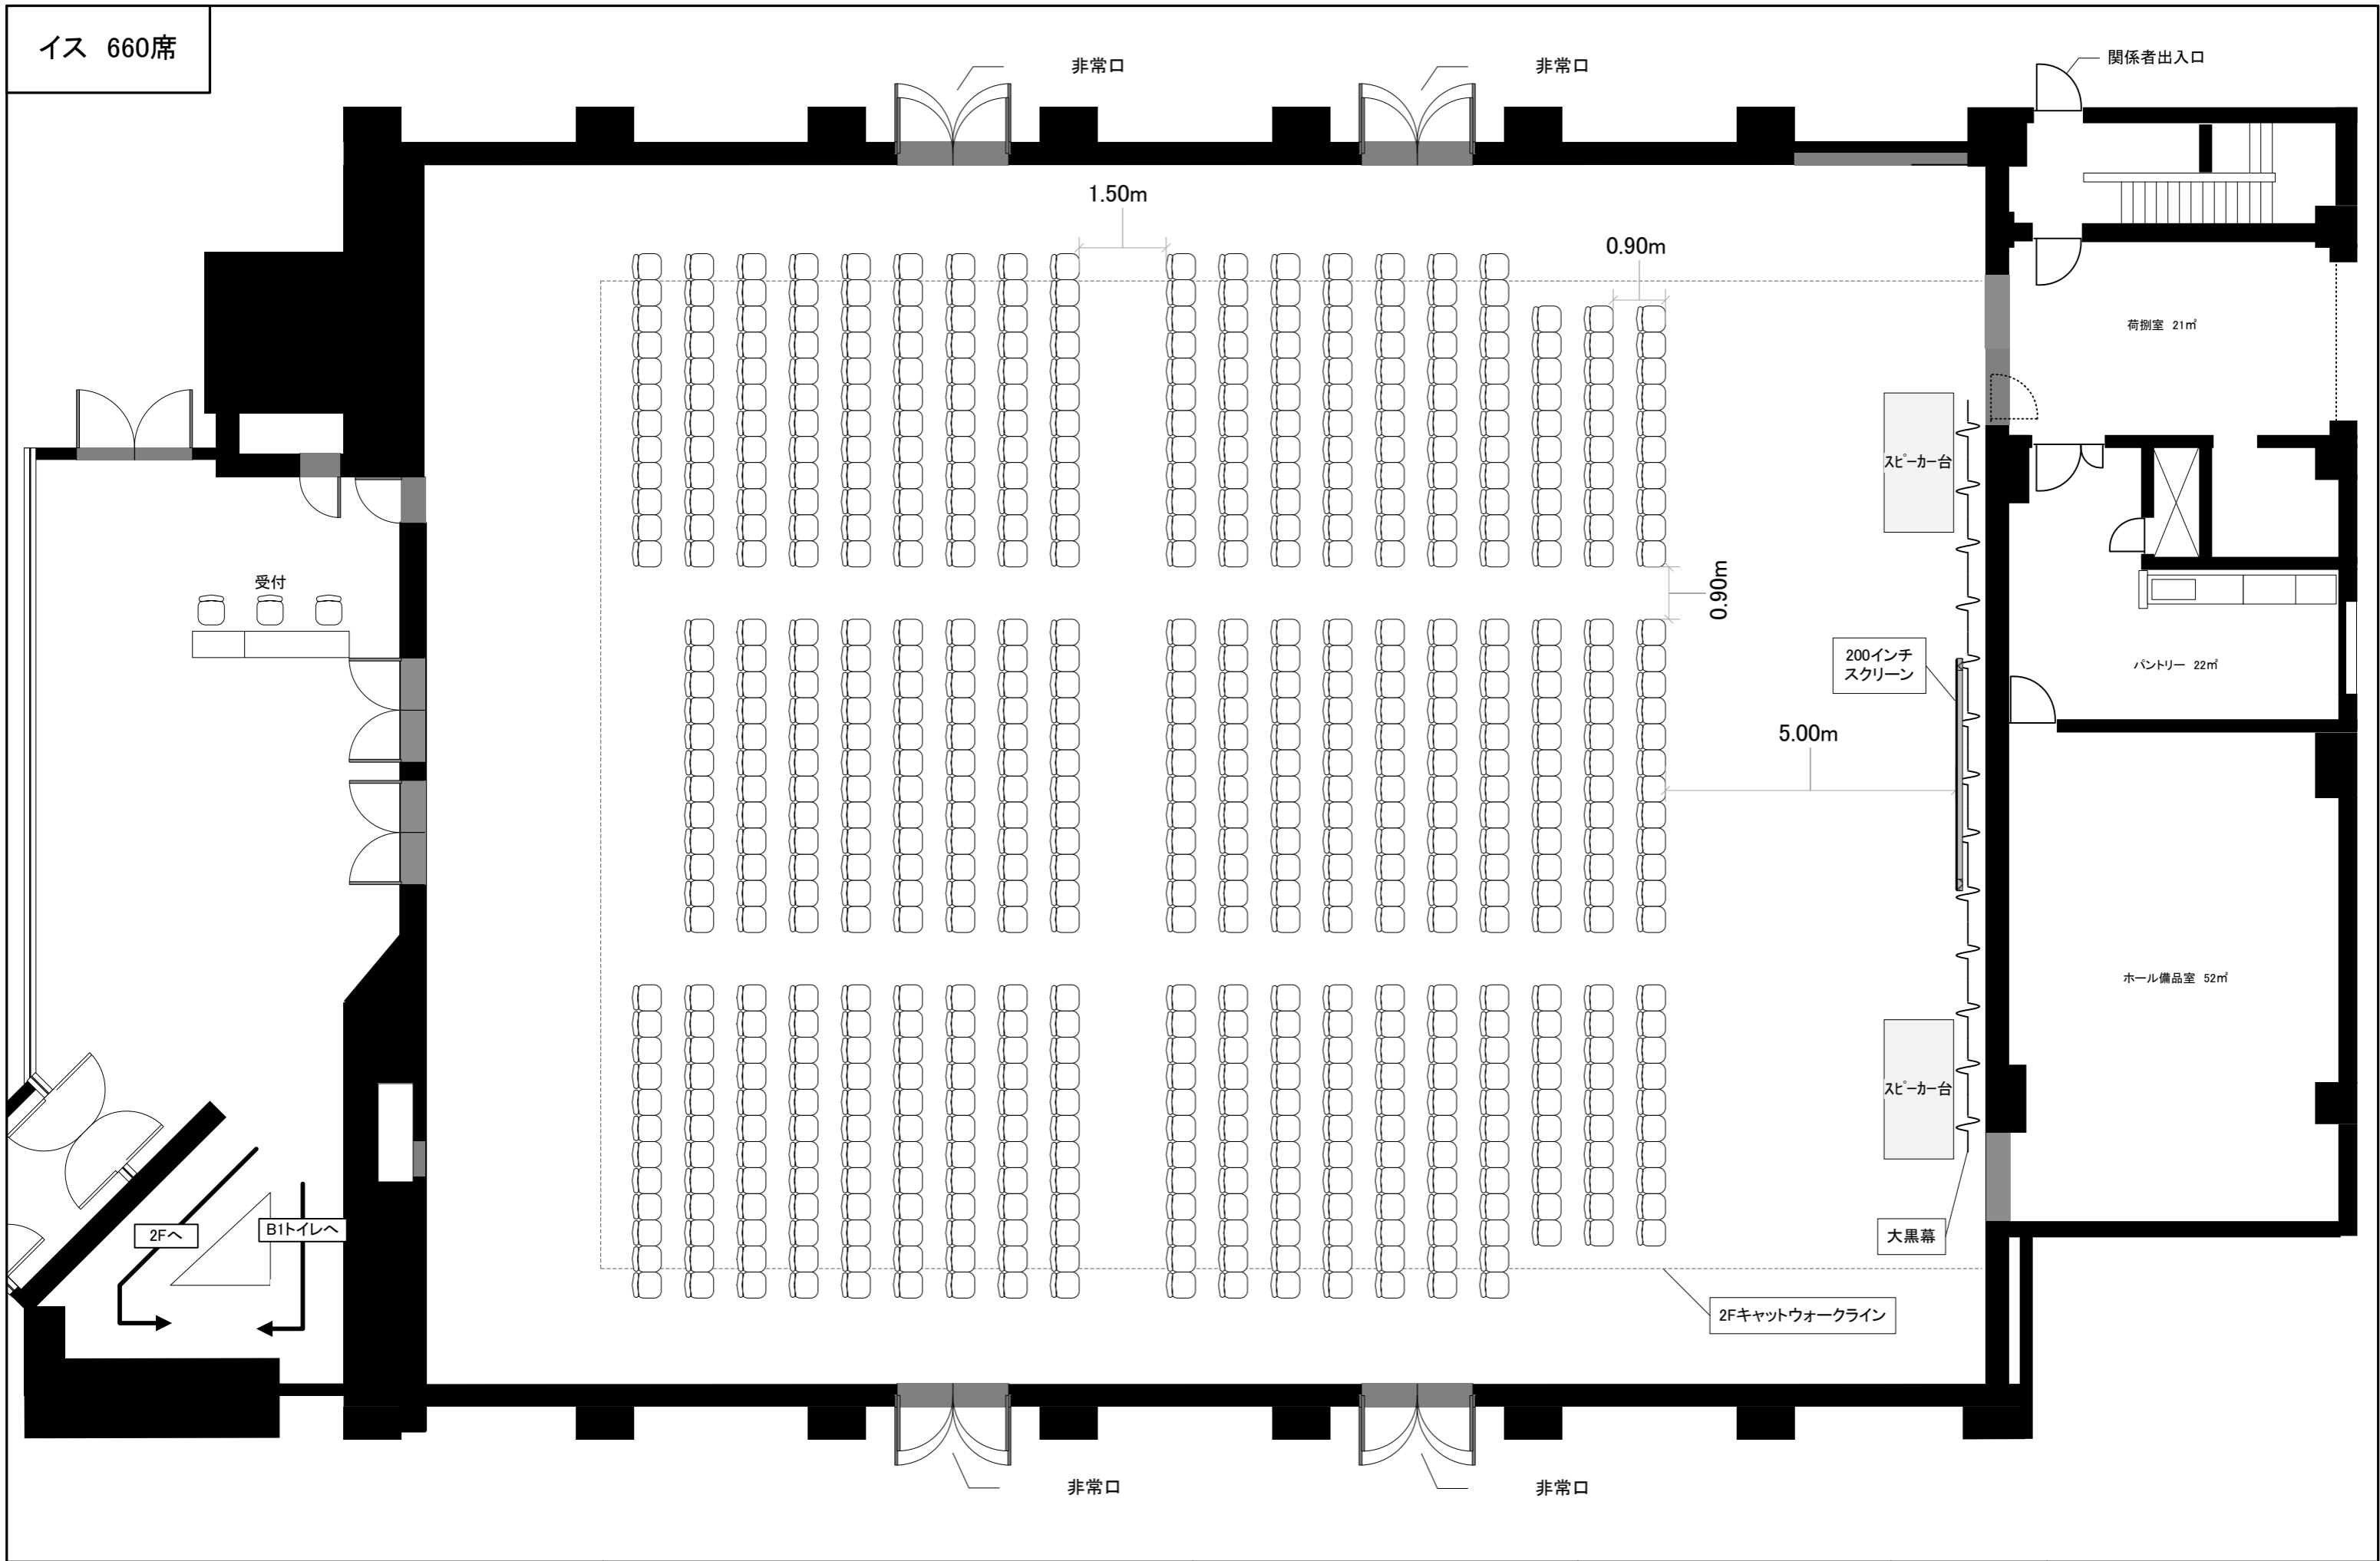 イス 660席
非常口
非常口
関係者出入口
1.50m
0.90m
荷捌室 21㎡
スピーカー台
受付
0.90m
200インチ
スクリーン
パントリー 22㎡
5.00m
ホール備品室 52㎡
スピーカー台
2Fへ
B1トイレへ
大黒幕
2Fキャットウォークライン
非常口
非常口